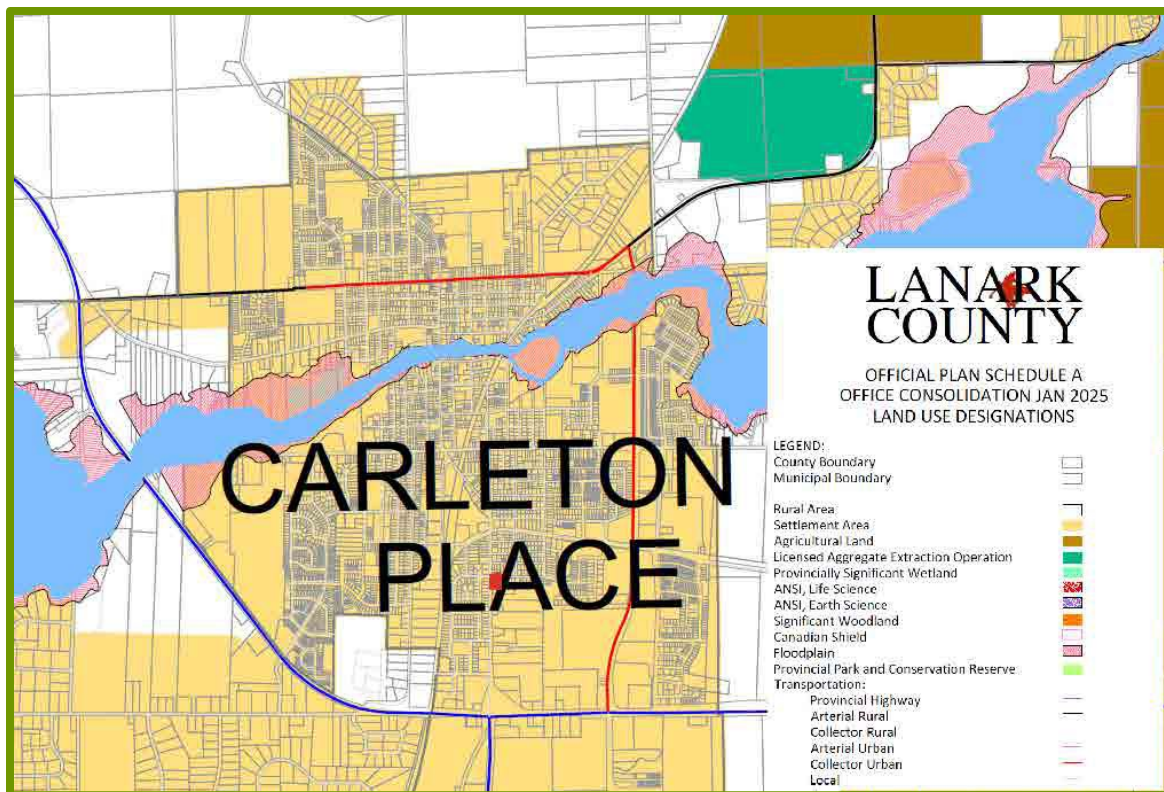 LANARK
COUNTY
OFFICIAL PLAN SCHEDULE A
OFFICE CONSOLIDATION JAN 2025
LAND USE DESIGNATIONS
LEGEND:
County Boundary
Municipal Boundary
Rural Area
Settlement Area
Agricultural Land
Licensed Aggregate Extraction Operation
Provincially Significant Wetland
ANSI, Life Science
ANSI, Earth Science
Significant Woodland
Canadian Shield
Floodplain
Provincial Park and Conservation Reserve
Transportation:
Provincial Highway
Arterial Rural
Collector Rural
Arterial Urban
Collector Urban
Local
CARLETON
PLACE